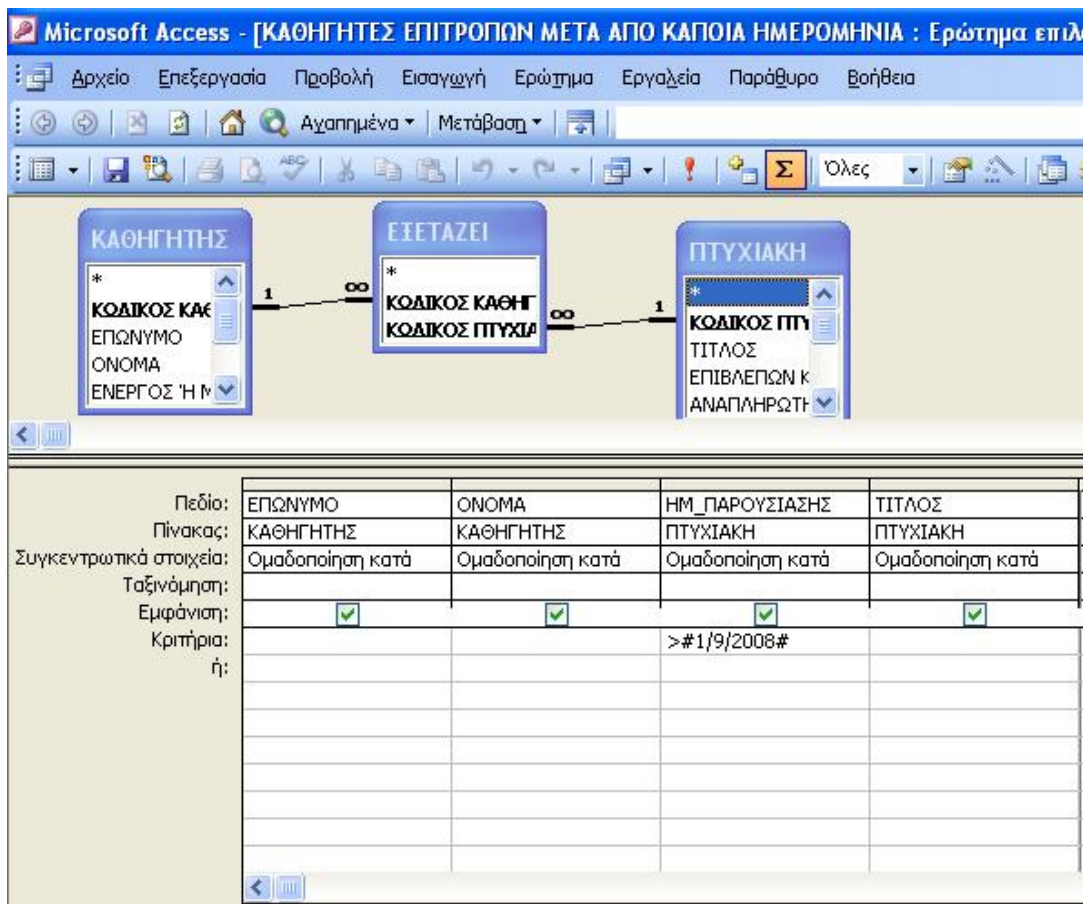 Microsoft Access - [ΚΑΘΗΓΗΤΕΣ ΕΠΙΤΡΟΠΩΝ ΜΕΤΑ ΑΠΟ ΚΑΠΟΙΑ ΗΜΕΡΟΜΗΝΙΑ : Ερώτημα επιλ
Αρχείο Επεξεργασία Προβολή Εισαγωγή Ερώτημα Εργαλεία Παράθυρο Βοήθεια
Αγαπημένα Μετάβαση
ABC Σ Όλες
ΚΑΘΗΓΗΤΗΣ
*
ΚΩΔΙΚΟΣ ΚΑΘ
ΕΠΩΝΥΜΟ
ΟΝΟΜΑ
ΕΝΕΡΓΟΣ Ή Μ
1 ∞
ΕΞΕΤΑΖΕΙ
*
ΚΩΔΙΚΟΣ ΚΑΘΗΓ
ΚΩΔΙΚΟΣ ΠΤΥΧΙΑ
∞ 1
ΠΤΥΧΙΑΚΗ
*
ΚΩΔΙΚΟΣ ΠΤΥ
ΤΙΤΛΟΣ
ΕΠΙΒΛΕΠΩΝ Κ
ΑΝΑΠΛΗΡΩΤΗ
Πεδίο: ΕΠΩΝΥΜΟ ΟΝΟΜΑ ΗΜ_ΠΑΡΟΥΣΙΑΣΗΣ ΤΙΤΛΟΣ
Πίνακας: ΚΑΘΗΓΗΤΗΣ ΚΑΘΗΓΗΤΗΣ ΠΤΥΧΙΑΚΗ ΠΤΥΧΙΑΚΗ
Συγκεντρωτικά στοιχεία: Ομαδοποίηση κατά Ομαδοποίηση κατά Ομαδοποίηση κατά Ομαδοποίηση κατά
Ταξινόμηση:
Εμφάνιση:
Κριτήρια: >#1/9/2008#
ή: